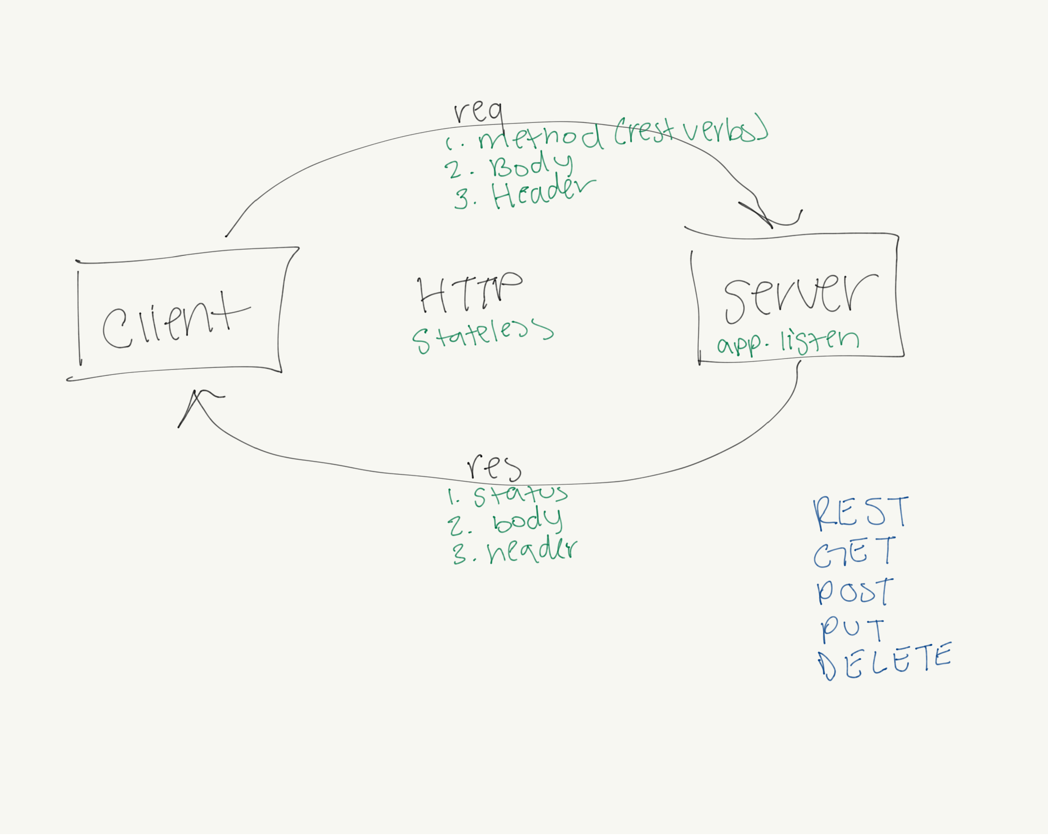 req
1. method (rest verbs)
2. Body
3. Header
client
HTTP
stateless
server
app.listen
res
1. status
2. body
3. header
REST
GET
POST
PUT
DELETE